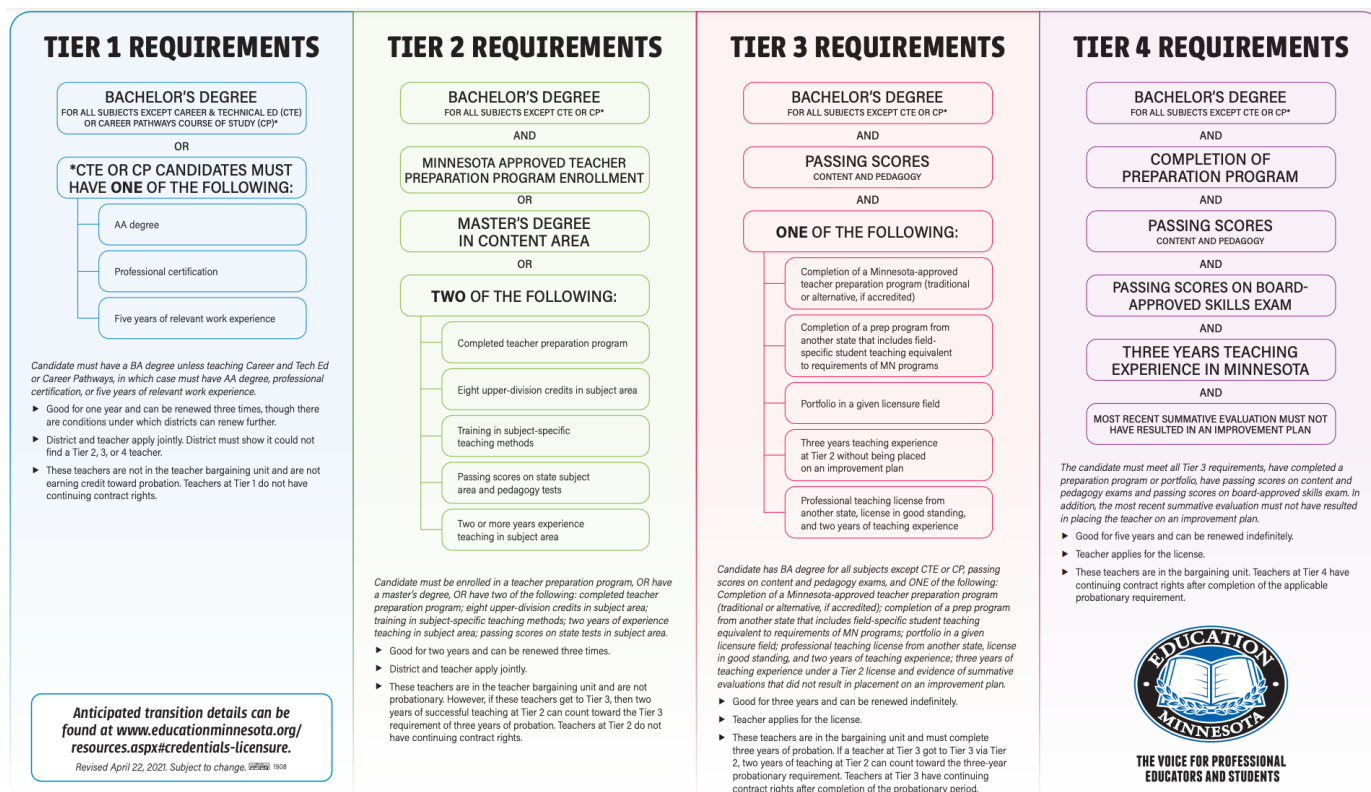 TIER 1 REQUIREMENTS
BACHELOR'S DEGREE
FOR ALL SUBJECTS EXCEPT CAREER & TECHNICAL ED (CTE)
OR CAREER PATHWAYS COURSE OF STUDY (CP)*
OR
*CTE OR CP CANDIDATES MUST
HAVE ONE OF THE FOLLOWING:
AA degree
Professional certification
Five years of relevant work experience
Candidate must have a BA degree unless teaching Career and Tech Ed
or Career Pathways, in which case must have AA degree, professional
certification, or five years of relevant work experience.
► Good for one year and can be renewed three times, though there
are conditions under which districts can renew further.
► District and teacher apply jointly. District must show it could not
find a Tier 2, 3, or 4 teacher.
► These teachers are not in the teacher bargaining unit and are not
earning credit toward probation. Teachers at Tier 1 do not have
continuing contract rights.
Anticipated transition details can be
found at www.educationminnesota.org/
resources.aspx#credentials-licensure.
Revised April 22, 2021. Subject to change. 1908
TIER 2 REQUIREMENTS
BACHELOR'S DEGREE
FOR ALL SUBJECTS EXCEPT CTE OR CP*
AND
MINNESOTA APPROVED TEACHER
PREPARATION PROGRAM ENROLLMENT
OR
MASTER'S DEGREE
IN CONTENT AREA
OR
TWO OF THE FOLLOWING:
Completed teacher preparation program
Eight upper-division credits in subject area
Training in subject-specific
teaching methods
Passing scores on state subject
area and pedagogy tests
Two or more years experience
teaching in subject area
Candidate must be enrolled in a teacher preparation program, OR have
a master's degree, OR have two of the following: completed teacher
preparation program; eight upper-division credits in subject area;
training in subject-specific teaching methods; two years of experience
teaching in subject area; passing scores on state tests in subject area.
► Good for two years and can be renewed three times.
► District and teacher apply jointly.
► These teachers are in the teacher bargaining unit and are not
probationary. However, if these teachers get to Tier 3, then two
years of successful teaching at Tier 2 can count toward the Tier 3
requirement of three years of probation. Teachers at Tier 2 do not
have continuing contract rights.
TIER 3 REQUIREMENTS
BACHELOR'S DEGREE
FOR ALL SUBJECTS EXCEPT CTE OR CP*
AND
PASSING SCORES
CONTENT AND PEDAGOGY
AND
ONE OF THE FOLLOWING:
Completion of a Minnesota-approved
teacher preparation program (traditional
or alternative, if accredited)
Completion of a prep program from
another state that includes field-
specific student teaching equivalent
to requirements of MN programs
Portfolio in a given licensure field
Three years teaching experience
at Tier 2 without being placed
on an improvement plan
Professional teaching license from
another state, license in good standing,
and two years of teaching experience
Candidate has BA degree for all subjects except CTE or CP, passing
scores on content and pedagogy exams, and ONE of the following:
Completion of a Minnesota-approved teacher preparation program
(traditional or alternative, if accredited); completion of a prep program
from another state that includes field-specific student teaching
equivalent to requirements of MN programs; portfolio in a given
licensure field; professional teaching license from another state, license
in good standing, and two years of teaching experience; three years of
teaching experience under a Tier 2 license and evidence of summative
evaluations that did not result in placement on an improvement plan.
► Good for three years and can be renewed indefinitely.
► Teacher applies for the license.
► These teachers are in the bargaining unit and must complete
three years of probation. If a teacher at Tier 3 got to Tier 3 via Tier
2, two years of teaching at Tier 2 can count toward the three-year
probationary requirement. Teachers at Tier 3 have continuing
contract rights after completion of the probationary period.
TIER 4 REQUIREMENTS
BACHELOR'S DEGREE
FOR ALL SUBJECTS EXCEPT CTE OR CP*
AND
COMPLETION OF
PREPARATION PROGRAM
AND
PASSING SCORES
CONTENT AND PEDAGOGY
AND
PASSING SCORES ON BOARD-
APPROVED SKILLS EXAM
AND
THREE YEARS TEACHING
EXPERIENCE IN MINNESOTA
AND
MOST RECENT SUMMATIVE EVALUATION MUST NOT
HAVE RESULTED IN AN IMPROVEMENT PLAN
The candidate must meet all Tier 3 requirements, have completed a
preparation program or portfolio, have passing scores on content and
pedagogy exams and passing scores on board-approved skills exam. In
addition, the most recent summative evaluation must not have resulted
in placing the teacher on an improvement plan.
► Good for five years and can be renewed indefinitely.
► Teacher applies for the license.
► These teachers are in the bargaining unit. Teachers at Tier 4 have
continuing contract rights after completion of the applicable
probationary requirement.
EDUCATION
MINNESOTA
THE VOICE FOR PROFESSIONAL
EDUCATORS AND STUDENTS